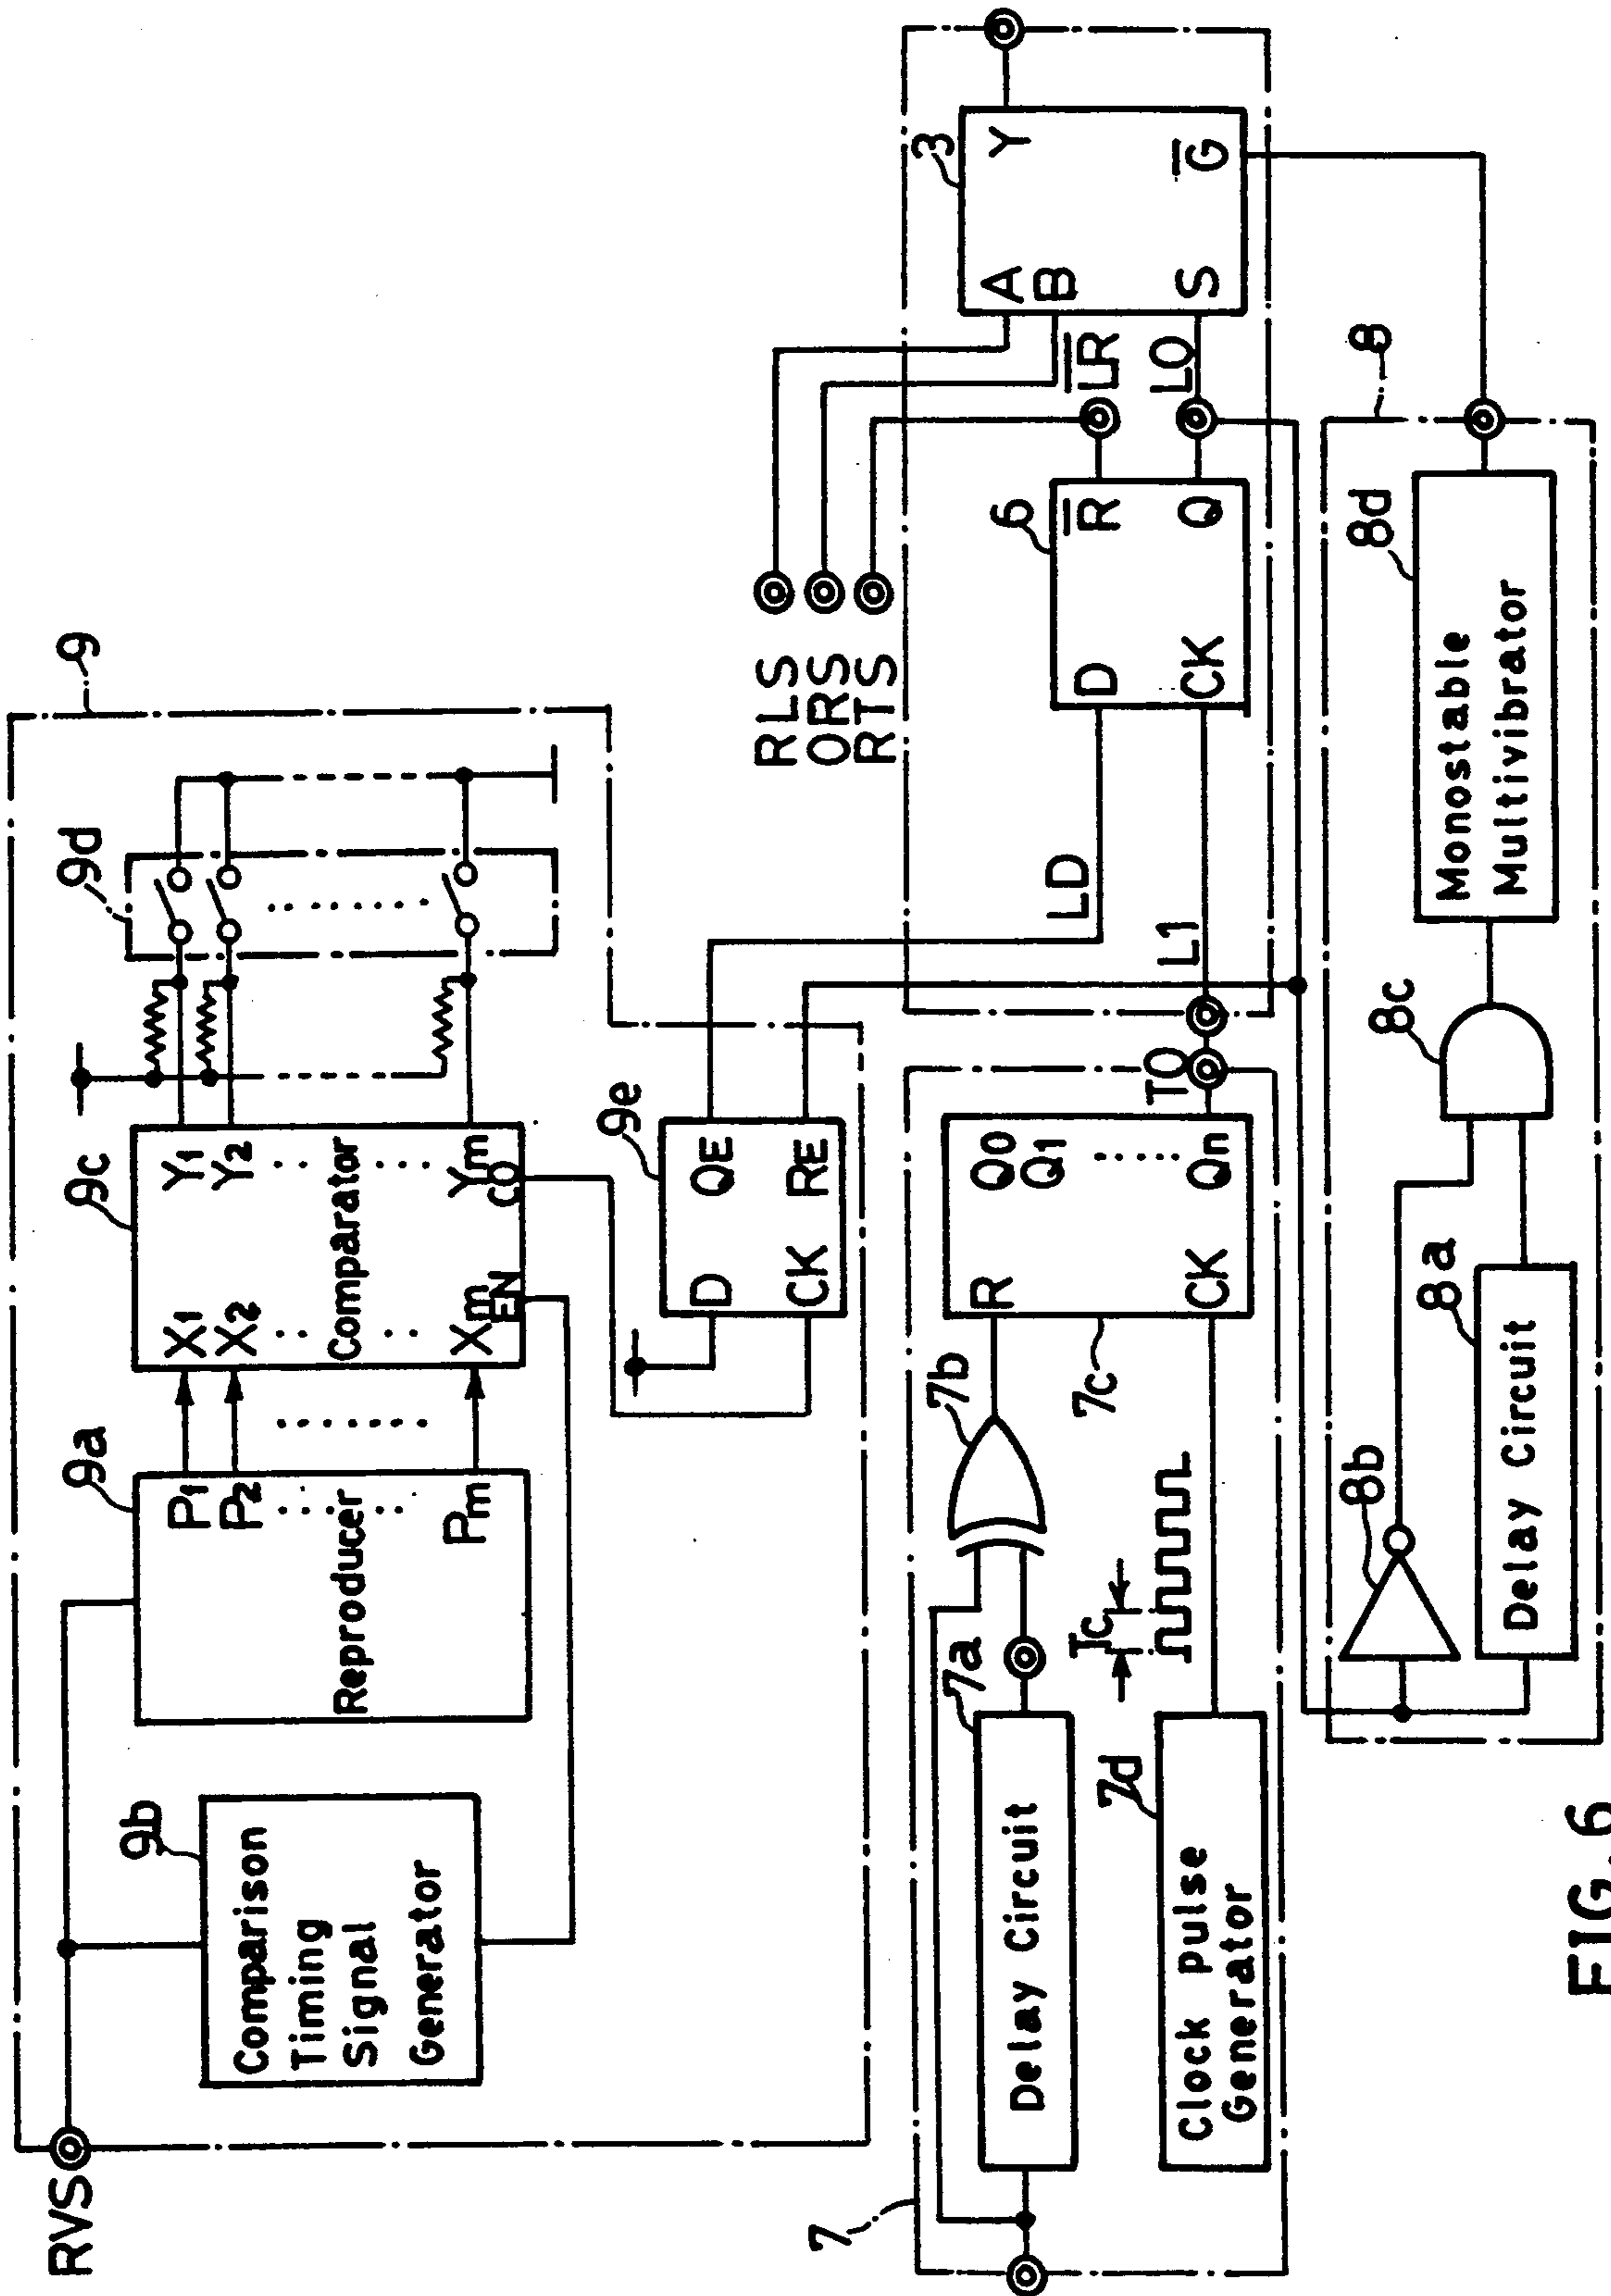 RVS
9
9b
Comparison
Timing
Signal
Generator
9a
Reproducer
P1
P2
Pm
9c
X1
X2
Xm
EN
Comparator
Y1
Y2
Ym
CO
9d
9e
D
CK
QE
RE
RLS
ORS
RTS
7
7a
Delay Circuit
7b
7c
R
CK
Q0
Q1
Qn
TO
7d
Clock pulse
Generator
Tc
L1
LD
6
D
CK
R̅
Q
L̅R̅
LO
3
A
B
S
Y
G̅
8
8a
Delay Circuit
8b
8c
8d
Monostable
Multivibrator
FIG. 6